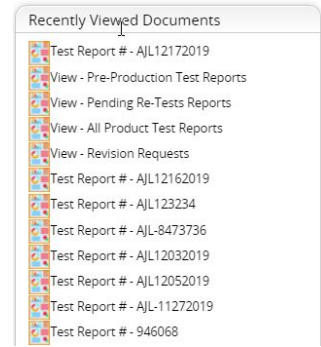 Recently Viewed Documents
Test Report # - AJL12172019
View - Pre-Production Test Reports
View - Pending Re-Tests Reports
View - All Product Test Reports
View - Revision Requests
Test Report # - AJL12162019
Test Report # - AJL123234
Test Report # - AJL-8473736
Test Report # - AJL12032019
Test Report # - AJL12052019
Test Report # - AJL-11272019
Test Report # - 946068